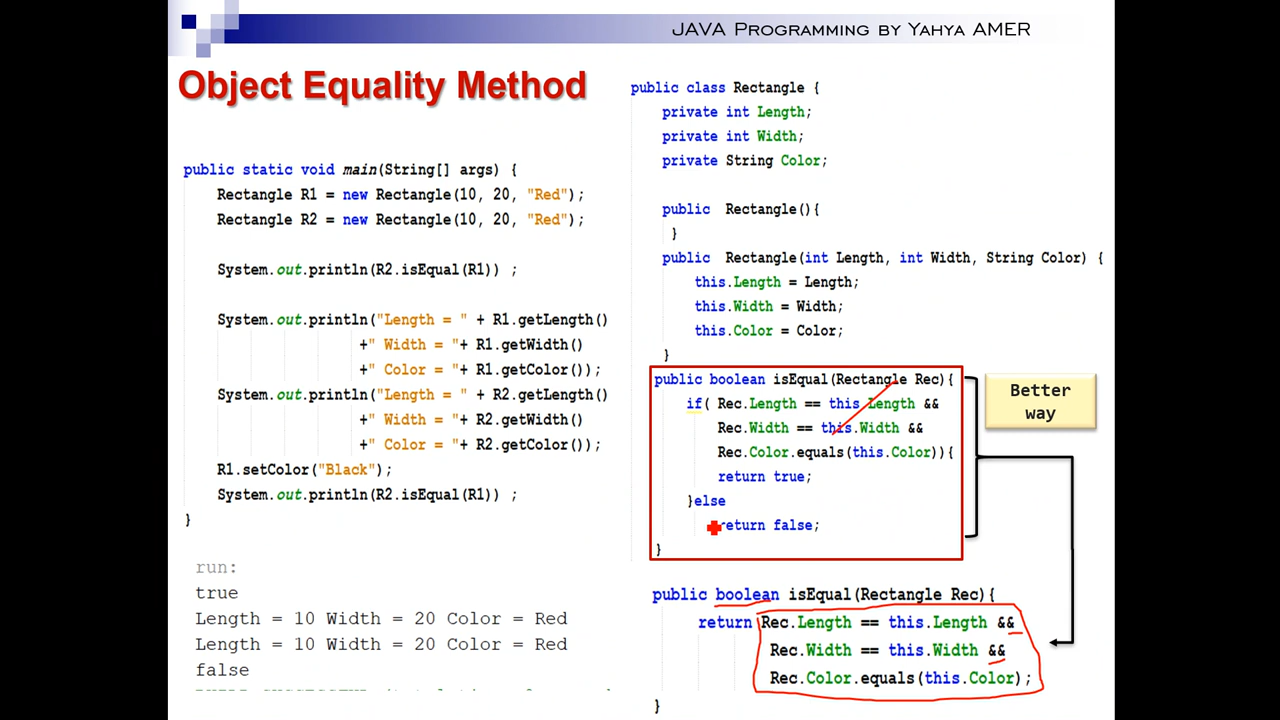 JAVA Programming by Yahya AMER
Object Equality Method
public static void main(String[] args) {
Rectangle R1 = new Rectangle(10, 20, "Red");
Rectangle R2 = new Rectangle(10, 20, "Red");
System.out.println(R2.isEqual(R1)) ;
System.out.println("Length = " + R1.getLength()
+" Width = "+ R1.getWidth()
+" Color = "+ R1.getColor());
System.out.println("Length = " + R2.getLength()
+" Width = "+ R2.getWidth()
+" Color = "+ R2.getColor());
R1.setColor("Black");
System.out.println(R2.isEqual(R1)) ;
}
run:
true
Length = 10 Width = 20 Color = Red
Length = 10 Width = 20 Color = Red
false
public class Rectangle {
private int Length;
private int Width;
private String Color;
public Rectangle(){
}
public Rectangle(int Length, int Width, String Color) {
this.Length = Length;
this.Width = Width;
this.Color = Color;
}
public boolean isEqual(Rectangle Rec){
if( Rec.Length == this.Length &&
Rec.Width == this.Width &&
Rec.Color.equals(this.Color)){
return true;
}else
return false;
}
Better
way
public boolean isEqual(Rectangle Rec){
return Rec.Length == this.Length &&
Rec.Width == this.Width &&
Rec.Color.equals(this.Color);
}